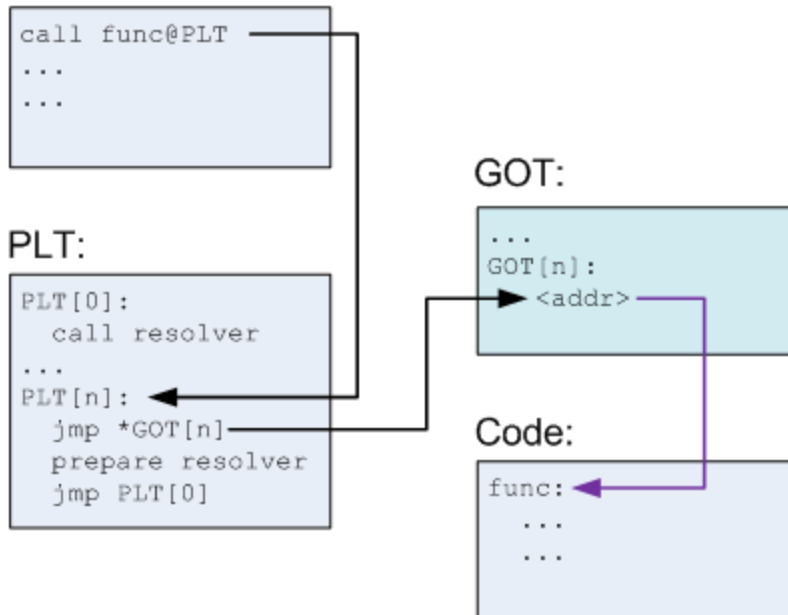 call func@PLT
...
...
PLT:
PLT[0]:
call resolver
...
PLT[n]:
jmp *GOT[n]
prepare resolver
jmp PLT[0]
GOT:
...
GOT[n]:
<addr>
Code:
func:
...
...